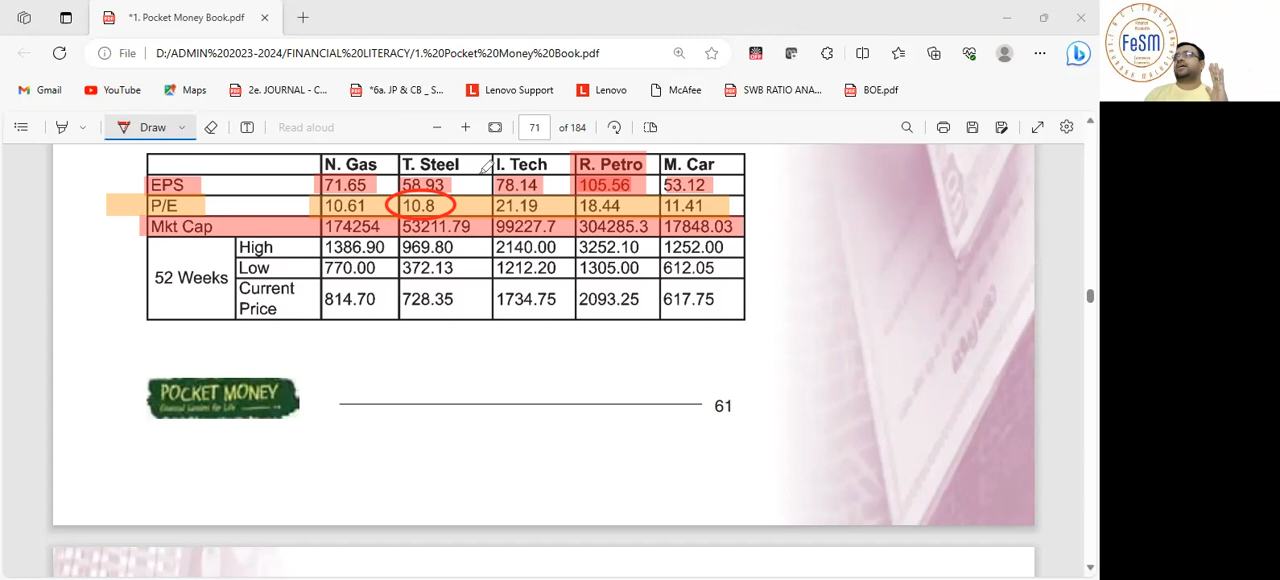 *1. Pocket Money Book.pdf
File D:/ADMIN%202023-2024/FINANCIAL%20LITERACY/1.%20Pocket%20Money%20Book.pdf
Gmail YouTube Maps 2e. JOURNAL - C... *6a. JP & CB _ S... Lenovo Support Lenovo McAfee SWB RATIO ANA... BOE.pdf
Draw Read aloud 71 of 184
FeSM
N. Gas T. Steel I. Tech R. Petro M. Car
EPS 71.65 58.93 78.14 105.56 53.12
P/E 10.61 10.8 21.19 18.44 11.41
Mkt Cap 174254 53211.79 99227.7 304285.3 17848.03
52 Weeks
High 1386.90 969.80 2140.00 3252.10 1252.00
Low 770.00 372.13 1212.20 1305.00 612.05
Current Price 814.70 728.35 1734.75 2093.25 617.75
POCKET MONEY
Financial Lessons for Life
61